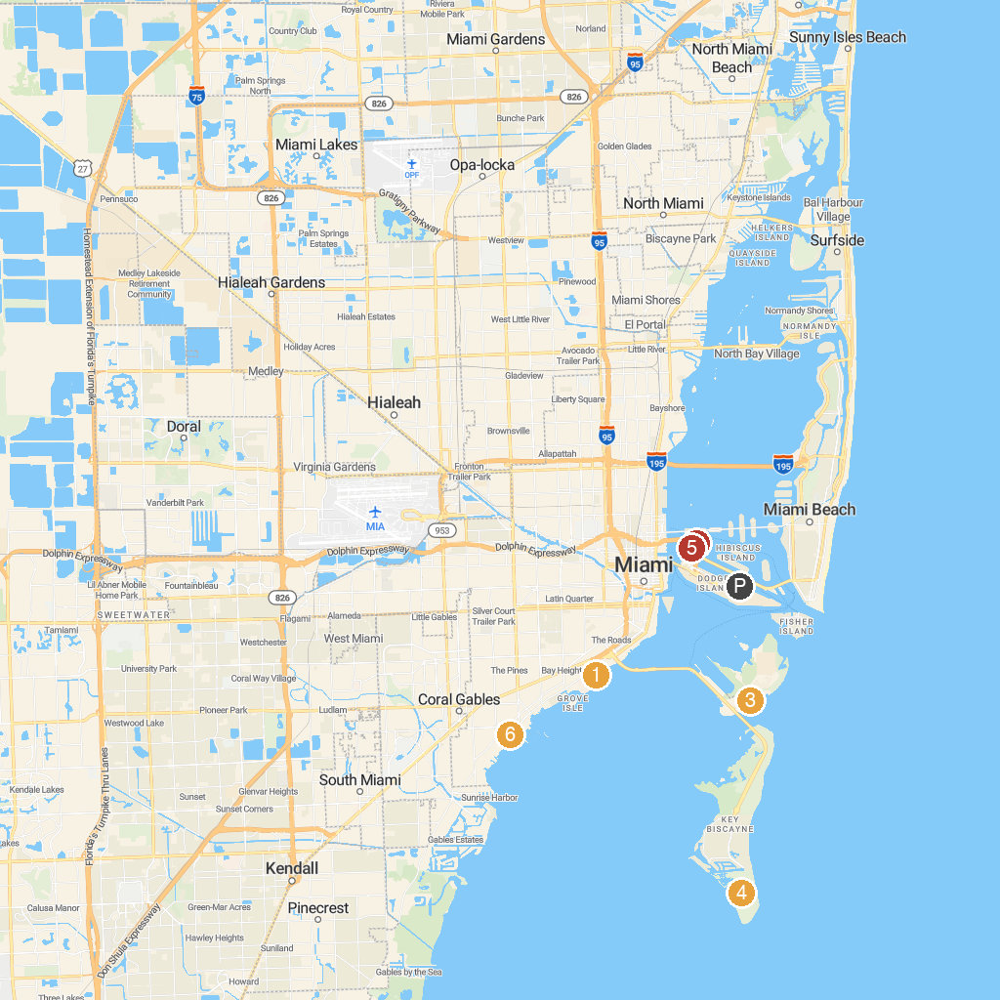 Royal Country
Riviera
Mobile Park
Country Club
Miami Gardens
Norland
Sunny Isles Beach
North Miami
Beach
95
Palm Springs
North
75
826
826
Bunche Park
Miami Lakes
Golden Glades
27
OPF
Opa-locka
Pennsuco
826
Gratigny Parkway
North Miami
Keystone Islands
Bal Harbour
Village
Palm Springs
Estates
Westview
95
Biscayne Park
HELKERS
ISLAND
Surfside
QUAYSIDE
ISLAND
Homestead Extension of Florida's Turnpike
Medley Lakeside
Retirement
Community
Hialeah Gardens
Pinewood
Miami Shores
Hialeah Estates
West Little River
El Portal
Normandy Shores
NORMANDY
ISLE
Holiday Acres
Avocado
Trailer Park
Little River
North Bay Village
Medley
Gladeview
Hialeah
Liberty Square
Bayshore
Doral
Brownsville
95
Allapattah
195
195
Virginia Gardens
Fronton
Trailer Park
Vanderbilt Park
MIA
953
Miami Beach
Dolphin Expressway
Dolphin Expressway
Dolphin Expressway
5
HIBISCUS
ISLAND
Miami
DODGE
ISLAND
P
Lil Abner Mobile
Home Park
Fountainbleau
826
Latin Quarter
SWEETWATER
Flagami
Alameda
Little Gables
Silver Court
Trailer Park
FISHER
ISLAND
Tamiami
Westchester
West Miami
The Roads
University Park
Coral Way Village
The Pines
Bay Heights
1
Coral Gables
GROVE
ISLE
3
Pioneer Park
Ludlam
Westwood Lake
6
Florida's Turnpike Thru Lanes
South Miami
Kendale Lakes
Sunset
Glenvar Heights
Sunset Corners
Sunrise Harbor
KEY
BISCAYNE
Gables Estates
Kendall
4
Calusa Manor
Green-Mar Acres
Pinecrest
Don Shula Expressway
Hawley Heights
Suniland
Gables by the Sea
Howard
Three Lakes